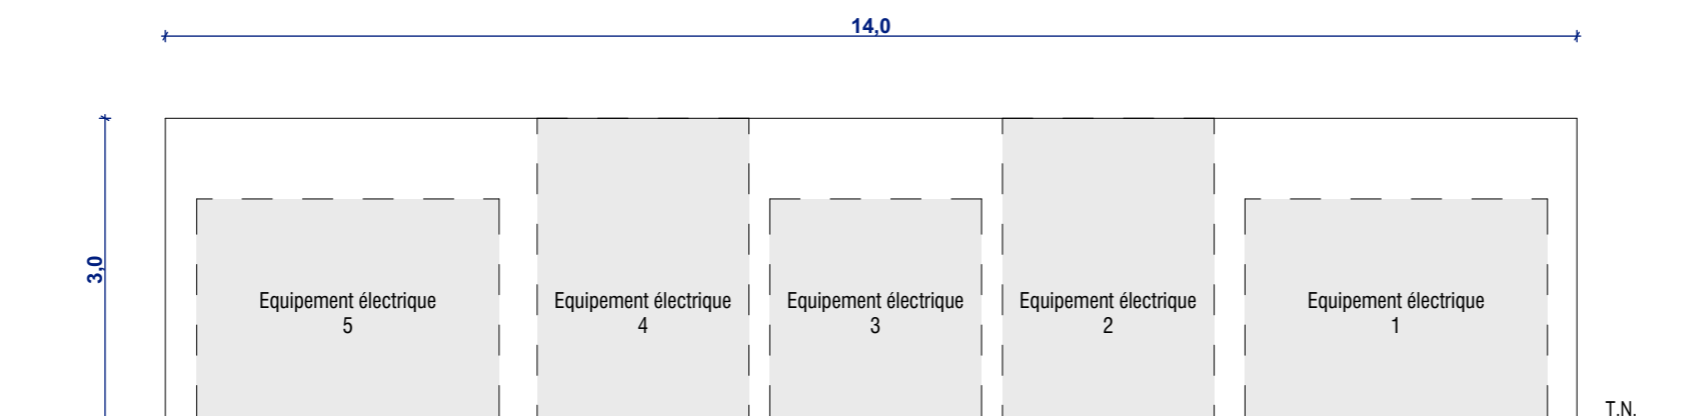 14,0
3,0
Equipement électrique
5
Equipement électrique
4
Equipement électrique
3
Equipement électrique
2
Equipement électrique
1
T.N.